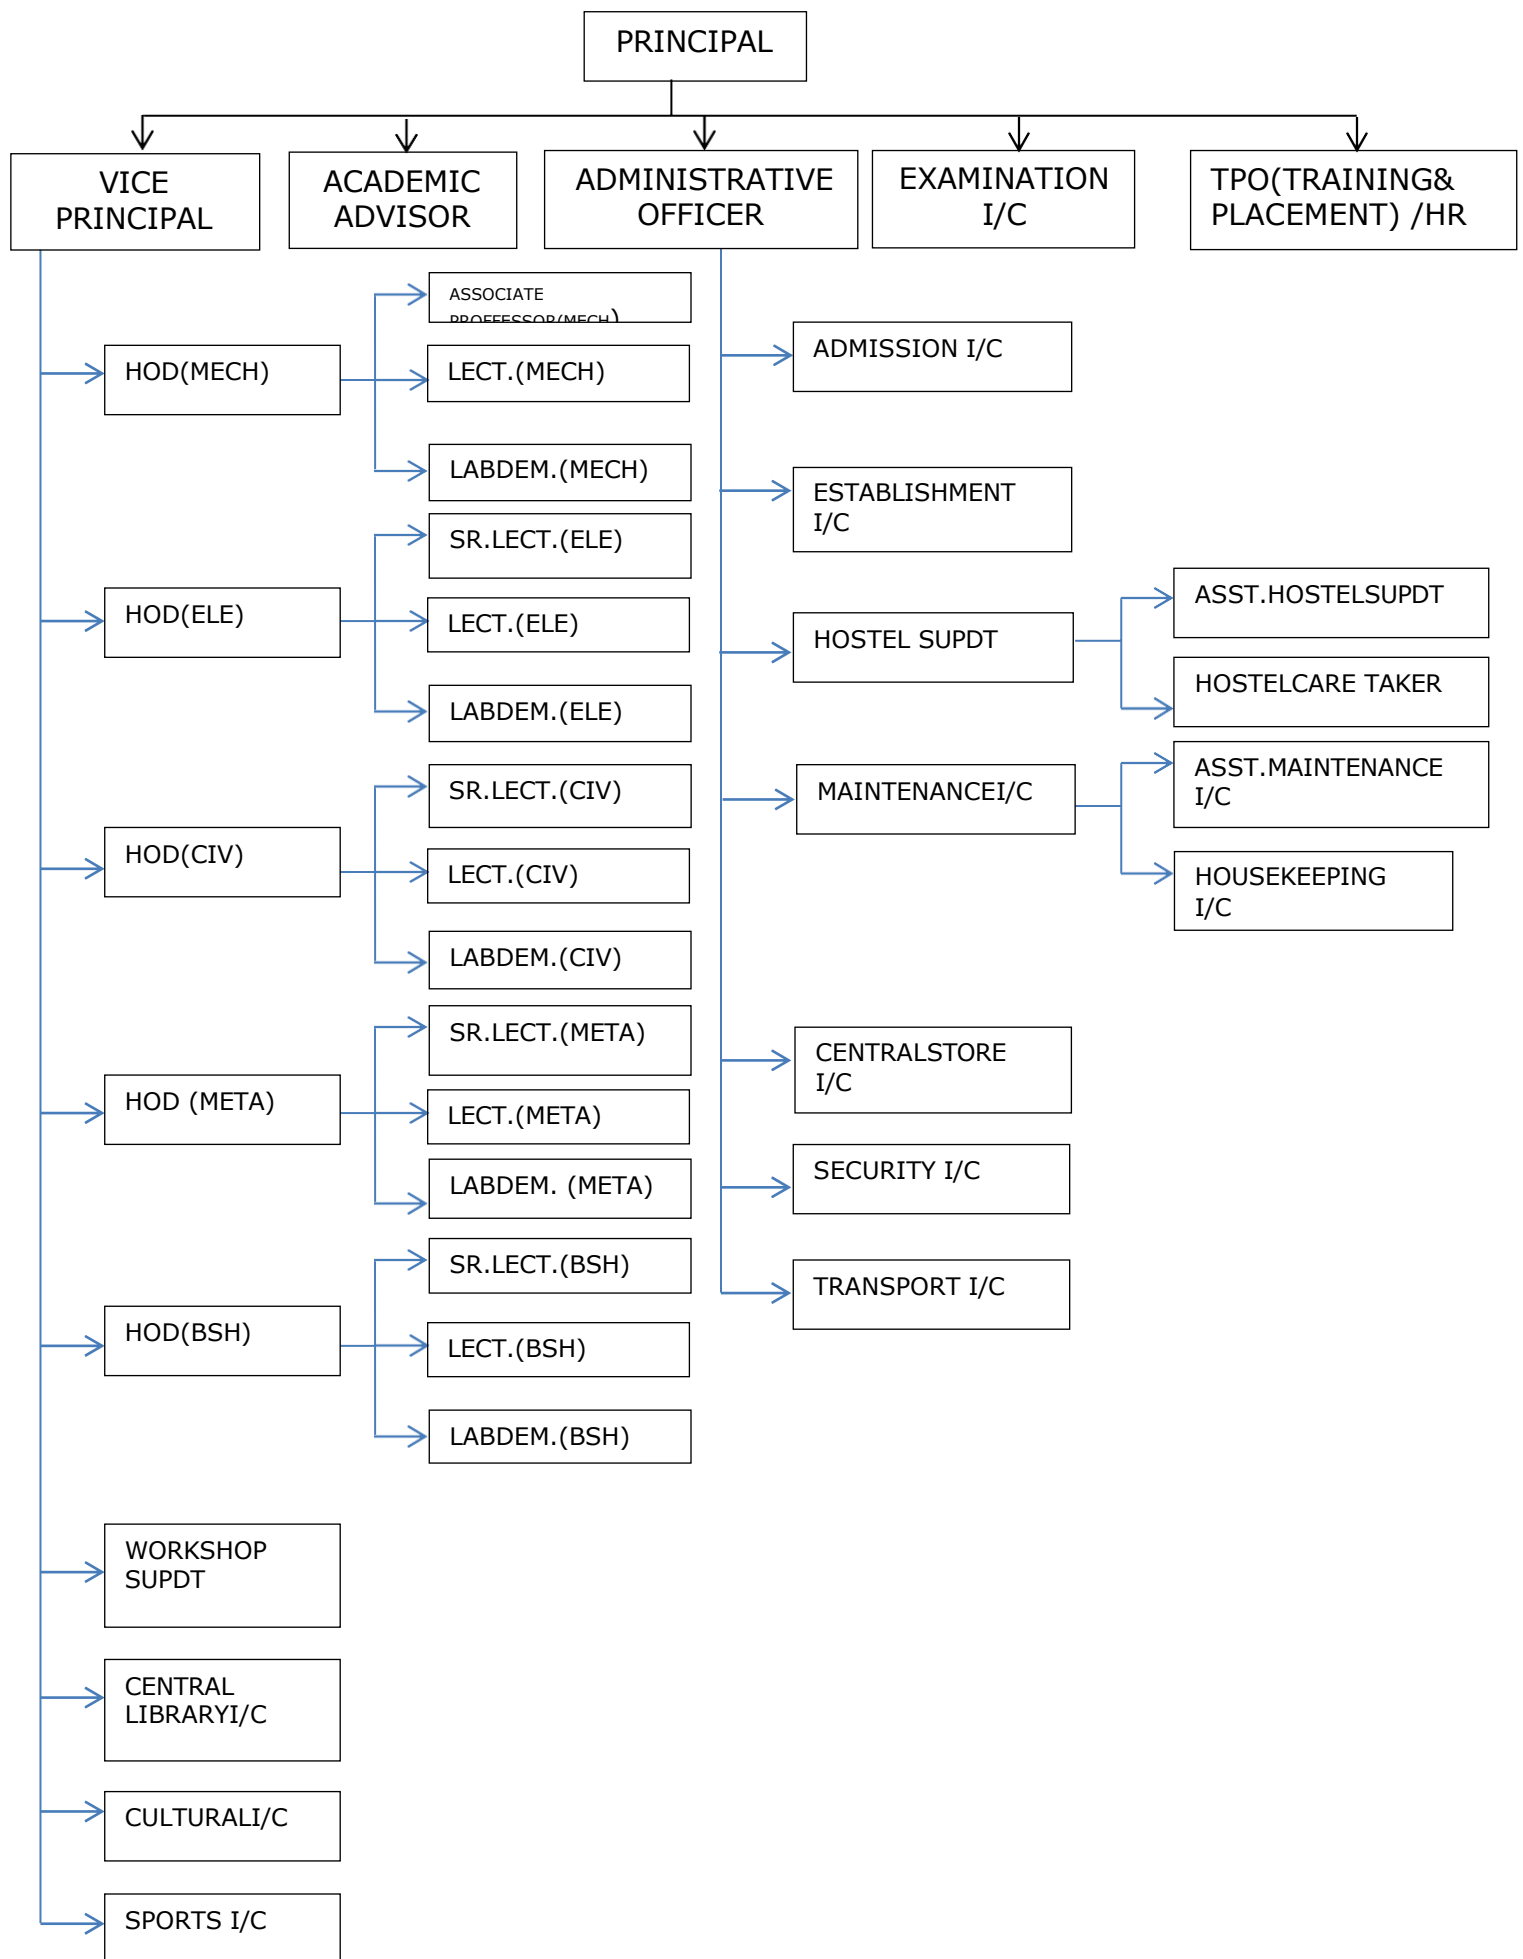 PRINCIPAL
VICE
PRINCIPAL
ACADEMIC
ADVISOR
ADMINISTRATIVE
OFFICER
EXAMINATION
I/C
TPO(TRAINING&
PLACEMENT) /HR
HOD(MECH)
ASSOCIATE
PROFFESSOR(MECH)
LECT.(MECH)
LABDEM.(MECH)
HOD(ELE)
SR.LECT.(ELE)
LECT.(ELE)
LABDEM.(ELE)
HOD(CIV)
SR.LECT.(CIV)
LECT.(CIV)
LABDEM.(CIV)
HOD (META)
SR.LECT.(META)
LECT.(META)
LABDEM. (META)
HOD(BSH)
SR.LECT.(BSH)
LECT.(BSH)
LABDEM.(BSH)
WORKSHOP
SUPDT
CENTRAL
LIBRARYI/C
CULTURALI/C
SPORTS I/C
ADMISSION I/C
ESTABLISHMENT
I/C
HOSTEL SUPDT
ASST.HOSTELSUPDT
HOSTELCARE TAKER
MAINTENANCEI/C
ASST.MAINTENANCE
I/C
HOUSEKEEPING
I/C
CENTRALSTORE
I/C
SECURITY I/C
TRANSPORT I/C